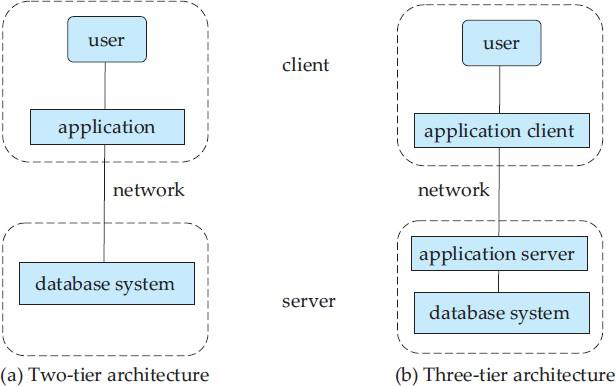 user
user
client
application
application client
network
network
application server
database system
server
database system
(a) Two-tier architecture
(b) Three-tier architecture